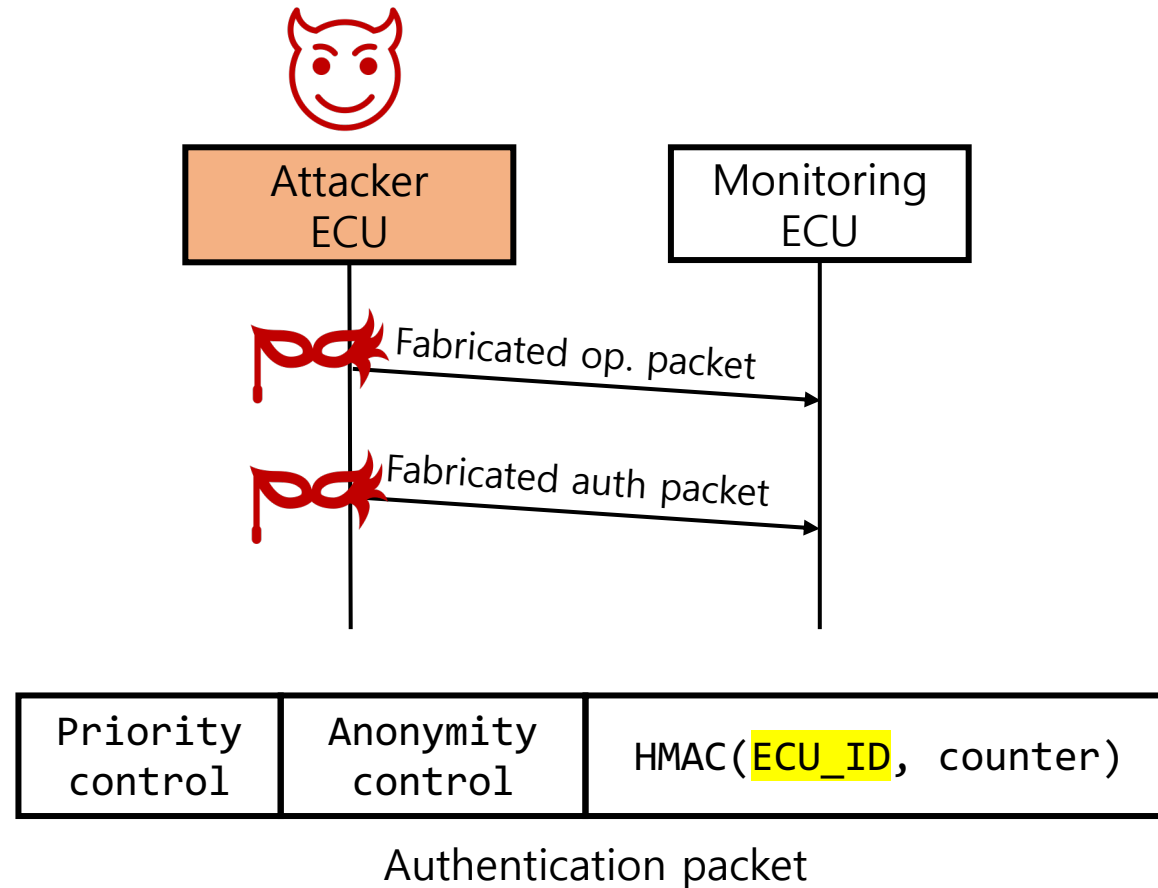 Attacker
ECU
Monitoring
ECU
Fabricated op. packet
Fabricated auth packet
Priority
control
Anonymity
control
HMAC(ECU_ID, counter)
Authentication packet